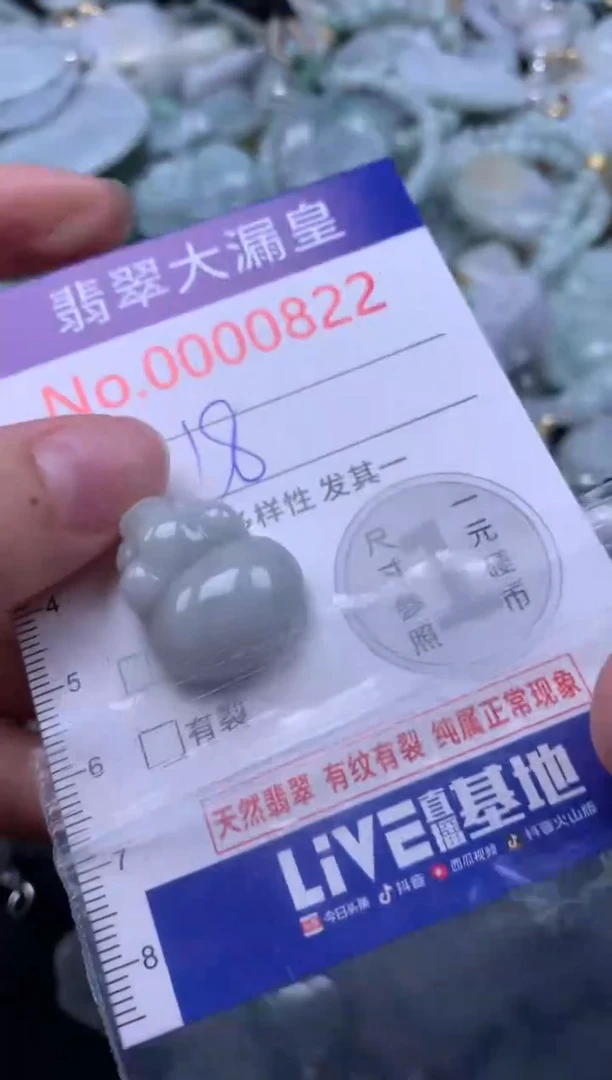 翡翠大漏皇
No.0000822
18
多样性 发其一
一元硬币
尺寸参照
4
5
有裂
6
天然翡翠 有纹有裂 纯属正常现象
7
LiVE直播基地
今日头条 抖音 西瓜视频 抖音火山版
8